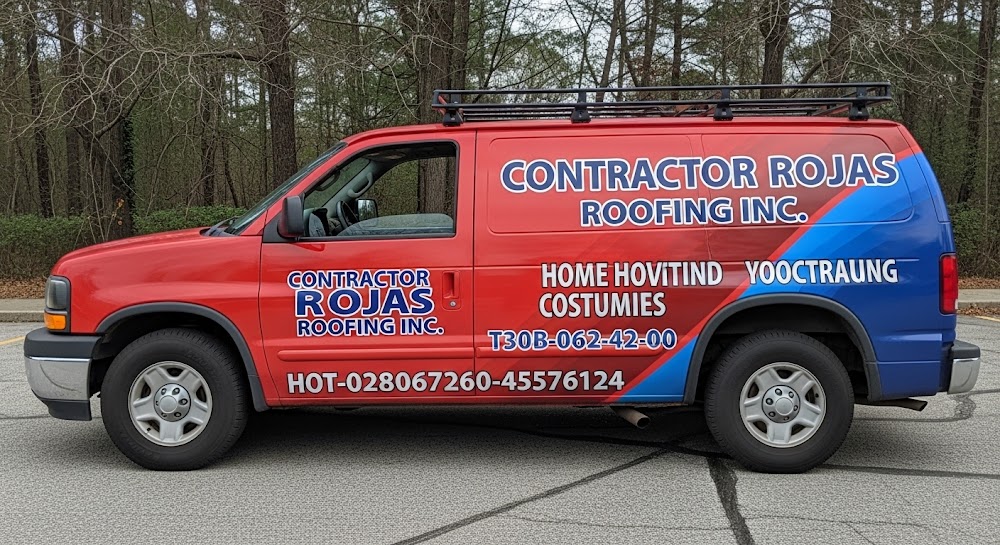 CONTRACTOR ROJAS
ROOFING INC.
CONTRACTOR
ROJAS
ROOFING INC.
HOME HOVITIND YOOCTRAUNG
COSTUMIES
T30B-062-42-00
HOT-028067260-45576124